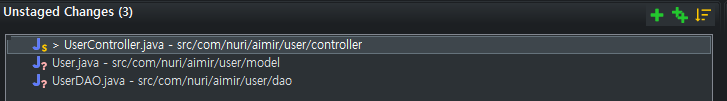 Unstaged Changes (3)
> UserController.java - src/com/nuri/aimir/user/controller
User.java - src/com/nuri/aimir/user/model
UserDAO.java - src/com/nuri/aimir/user/dao